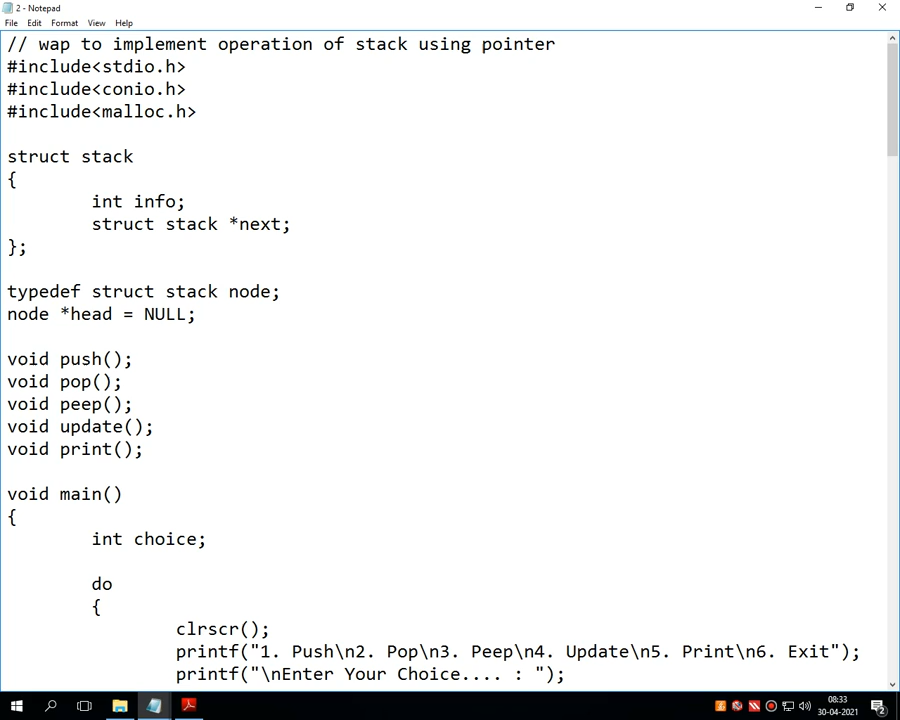 2 - Notepad
File Edit Format View Help
// wap to implement operation of stack using pointer
#include<stdio.h>
#include<conio.h>
#include<malloc.h>
struct stack
{
int info;
struct stack *next;
};
typedef struct stack node;
node *head = NULL;
void push();
void pop();
void peep();
void update();
void print();
void main()
{
int choice;
do
{
clrscr();
printf("1. Push\n2. Pop\n3. Peep\n4. Update\n5. Print\n6. Exit");
printf("\nEnter Your Choice.... : ");
08:33
30-04-2021
2